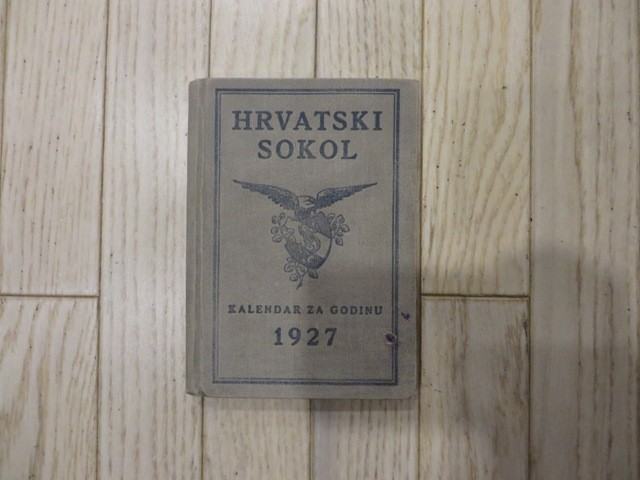 HRVATSKI
SOKOL
KALENDAR ZA GODINU
1927